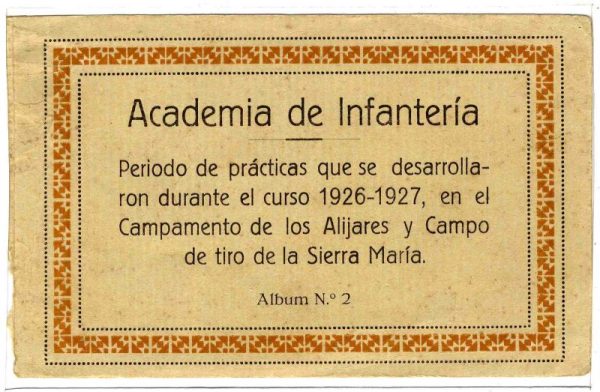 Academia de Infantería
Periodo de prácticas que se desarrolla-
ron durante el curso 1926-1927, en el
Campamento de los Alijares y Campo
de tiro de la Sierra María.
Album N.º 2